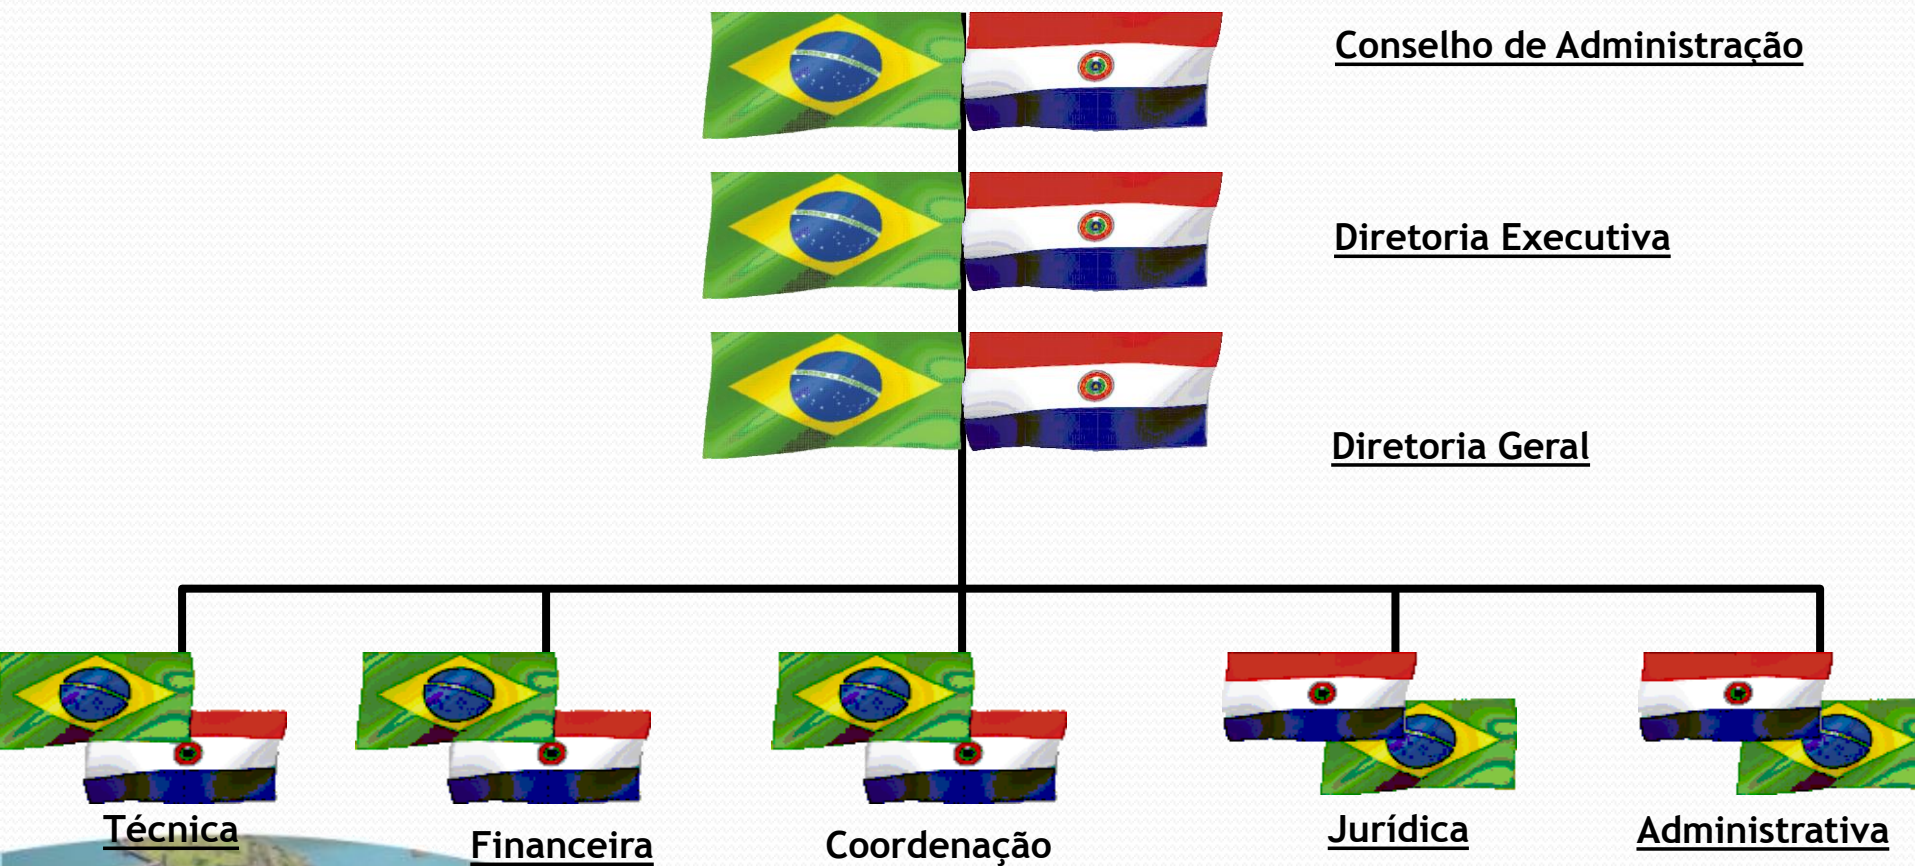 Conselho de Administração
Diretoria Executiva
Diretoria Geral
Técnica
Financeira
Coordenação
Jurídica
Administrativa